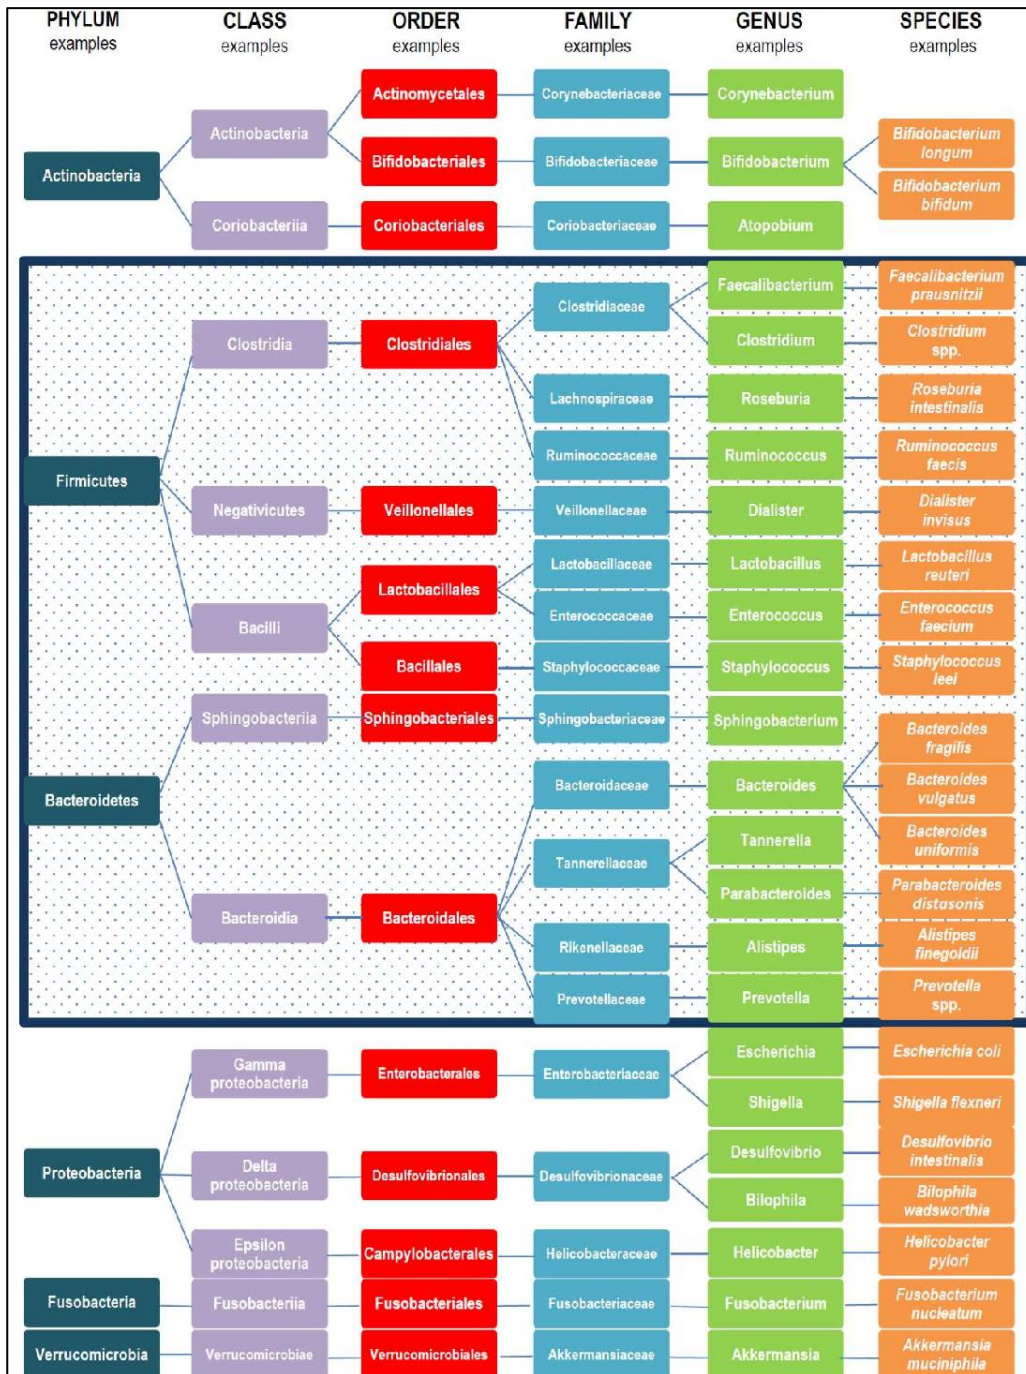 PHYLUM CLASS ORDER FAMILY GENUS SPECIES
examples examples examples examples examples examples
Actinomycetales Corynebacteriaceae Corynebacterium
Actinobacteria
Bifidobacterium
longum
Bifidobacteriales Bifidobacteriaceae Bifidobacterium
Actinobacteria
Bifidobacterium
bifidum
Coriobacteriia Coriobacteriales Coriobacteriaceae Atopobium
Faecalibacterium
Faecalibacterium
prausnitzii
Clostridiaceae
Clostridia Clostridiales Clostridium
Clostridium
spp.
Lachnospiraceae Roseburia
Roseburia
intestinalis
Ruminococcaceae Ruminococcus
Ruminococcus
faecis
Firmicutes
Negativicutes Veillonellales Veillonellaceae Dialister
Dialister
invisus
Lactobacillaceae Lactobacillus
Lactobacillus
reuteri
Lactobacillales
Enterococcaceae Enterococcus
Enterococcus
faecium
Bacilli
Bacillales Staphylococcaceae Staphylococcus
Staphylococcus
leei
Sphingobacteriia Sphingobacteriales Sphingobacteriaceae Sphingobacterium
Bacteroides
fragilis
Bacteroidetes
Bacteroidaceae Bacteroides
Bacteroides
vulgatus
Tannerella
Bacteroides
uniformis
Tannerellaceae
Parabacteroides
Parabacteroides
distasonis
Bacteroidia Bacteroidales
Rikenellaceae Alistipes
Alistipes
finegoldii
Prevotellaceae Prevotella
Prevotella
spp.
Escherichia Escherichia coli
Gamma
proteobacteria
Enterobacterales Enterobacteriaceae
Shigella Shigella flexneri
Desulfovibrio
Desulfovibrio
intestinalis
Proteobacteria
Delta
proteobacteria
Desulfovibrionales Desulfovibrionaceae
Bilophila
Bilophila
wadsworthia
Epsilon
proteobacteria
Campylobacterales Helicobacteraceae Helicobacter
Helicobacter
pylori
Fusobacteria Fusobacteriia Fusobacteriales Fusobacteriaceae Fusobacterium
Fusobacterium
nucleatum
Verrucomicrobia Verrucomicrobiae Verrucomicrobiales Akkermansiaceae Akkermansia
Akkermansia
muciniphila